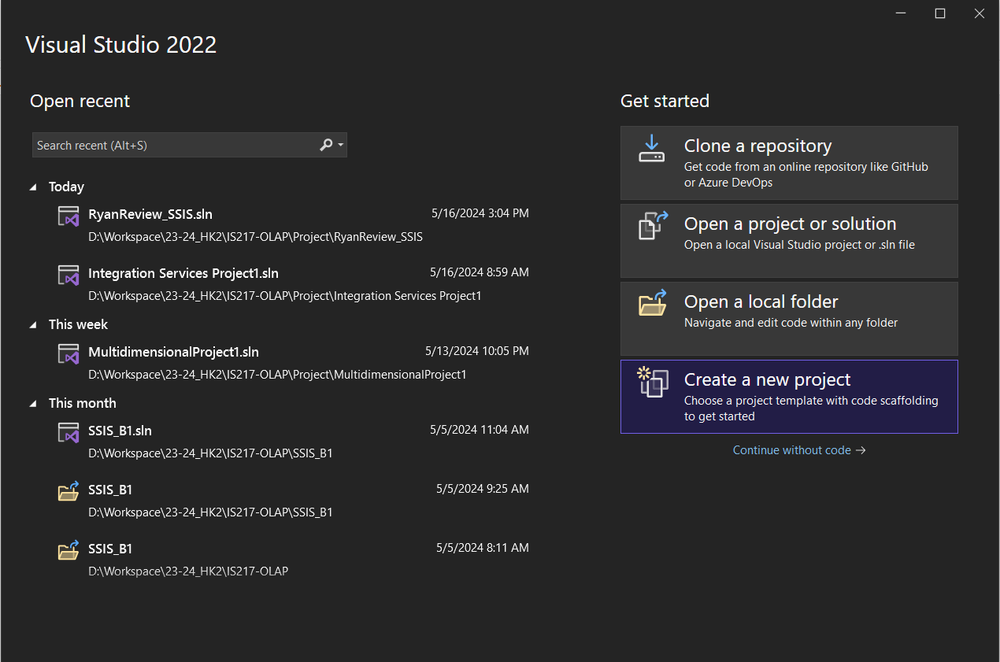 Visual Studio 2022
Open recent
Search recent (Alt+S)
Today
RyanReview_SSIS.sln 5/16/2024 3:04 PM
D:\Workspace\23-24_HK2\IS217-OLAP\Project\RyanReview_SSIS
Integration Services Project1.sln 5/16/2024 8:59 AM
D:\Workspace\23-24_HK2\IS217-OLAP\Project\Integration Services Project1
This week
MultidimensionalProject1.sln 5/13/2024 10:05 PM
D:\Workspace\23-24_HK2\IS217-OLAP\Project\MultidimensionalProject1
This month
SSIS_B1.sln 5/5/2024 11:04 AM
D:\Workspace\23-24_HK2\IS217-OLAP\SSIS_B1
SSIS_B1 5/5/2024 9:25 AM
D:\Workspace\23-24_HK2\IS217-OLAP\SSIS_B1
SSIS_B1 5/5/2024 8:11 AM
D:\Workspace\23-24_HK2\IS217-OLAP
Get started
Clone a repository
Get code from an online repository like GitHub
or Azure DevOps
Open a project or solution
Open a local Visual Studio project or .sln file
Open a local folder
Navigate and edit code within any folder
Create a new project
Choose a project template with code scaffolding
to get started
Continue without code →